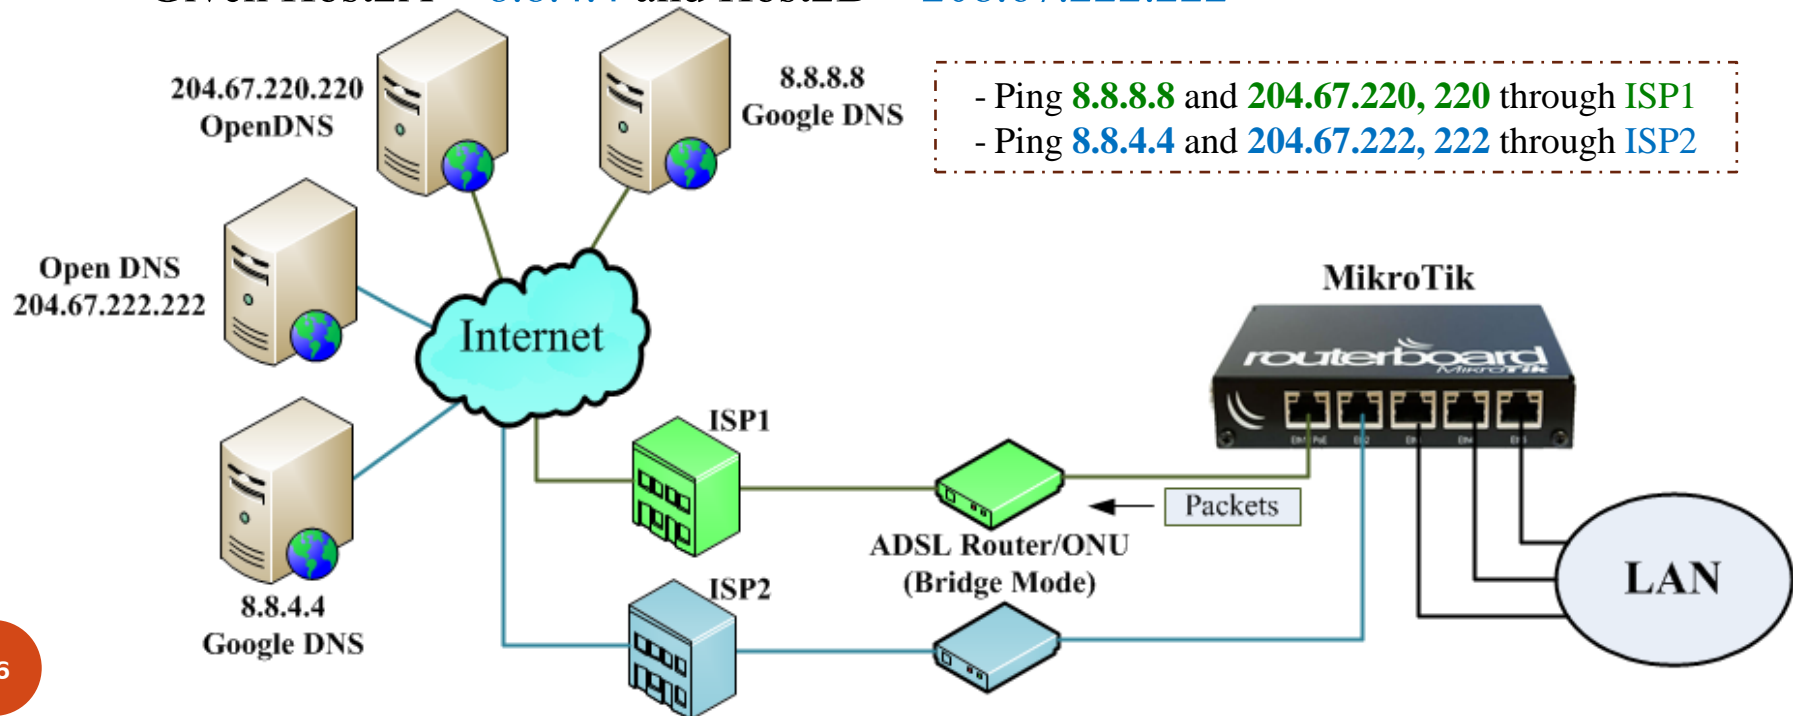 8.8.8.8
Google DNS
204.67.220.220
OpenDNS
- Ping 8.8.8.8 and 204.67.220, 220 through ISP1
- Ping 8.8.4.4 and 204.67.222, 222 through ISP2
Open DNS
204.67.222.222
Internet
MikroTik
routerboard
MikroTik
ISP1
Packets
ADSL Router/ONU
(Bridge Mode)
LAN
ISP2
8.8.4.4
Google DNS
6